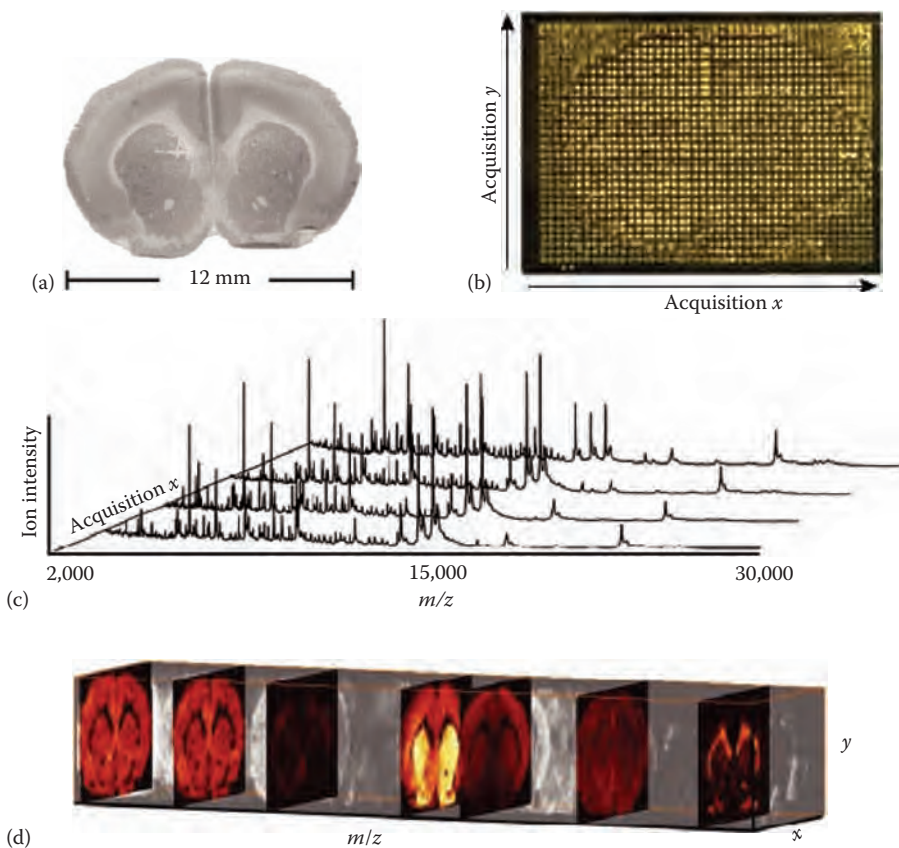 (a)
12 mm
(b)
Acquisition y
Acquisition x
(c)
Ion intensity
Acquisition x
2,000
15,000
30,000
m/z
(d)
m/z
x
y